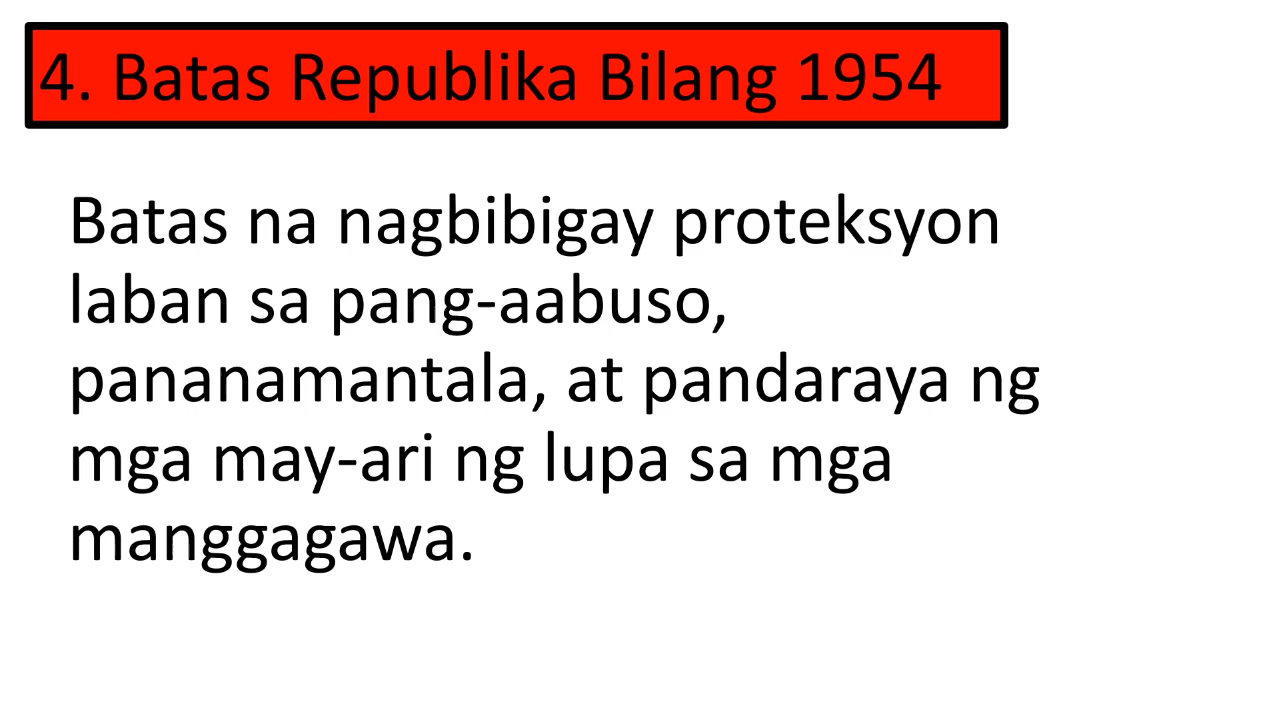 4. Batas Republika Bilang 1954
Batas na nagbibigay proteksyon
laban sa pang-aabuso,
pananamantala, at pandaraya ng
mga may-ari ng lupa sa mga
manggagawa.